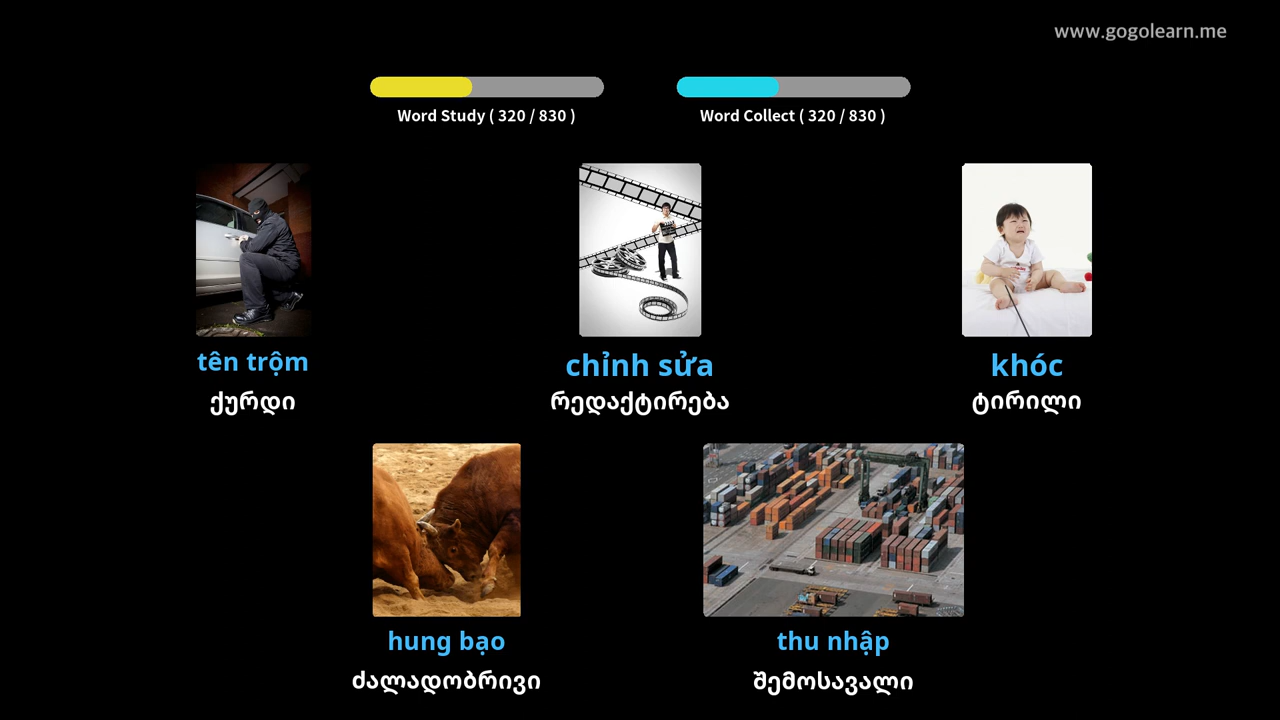 www.gogolearn.me
Word Study ( 320 / 830 )
Word Collect ( 320 / 830 )
tên trộm
ქურდი
chỉnh sửa
რედაქტირება
khóc
ტირილი
hung bạo
ძალადობრივი
thu nhập
შემოსავალი